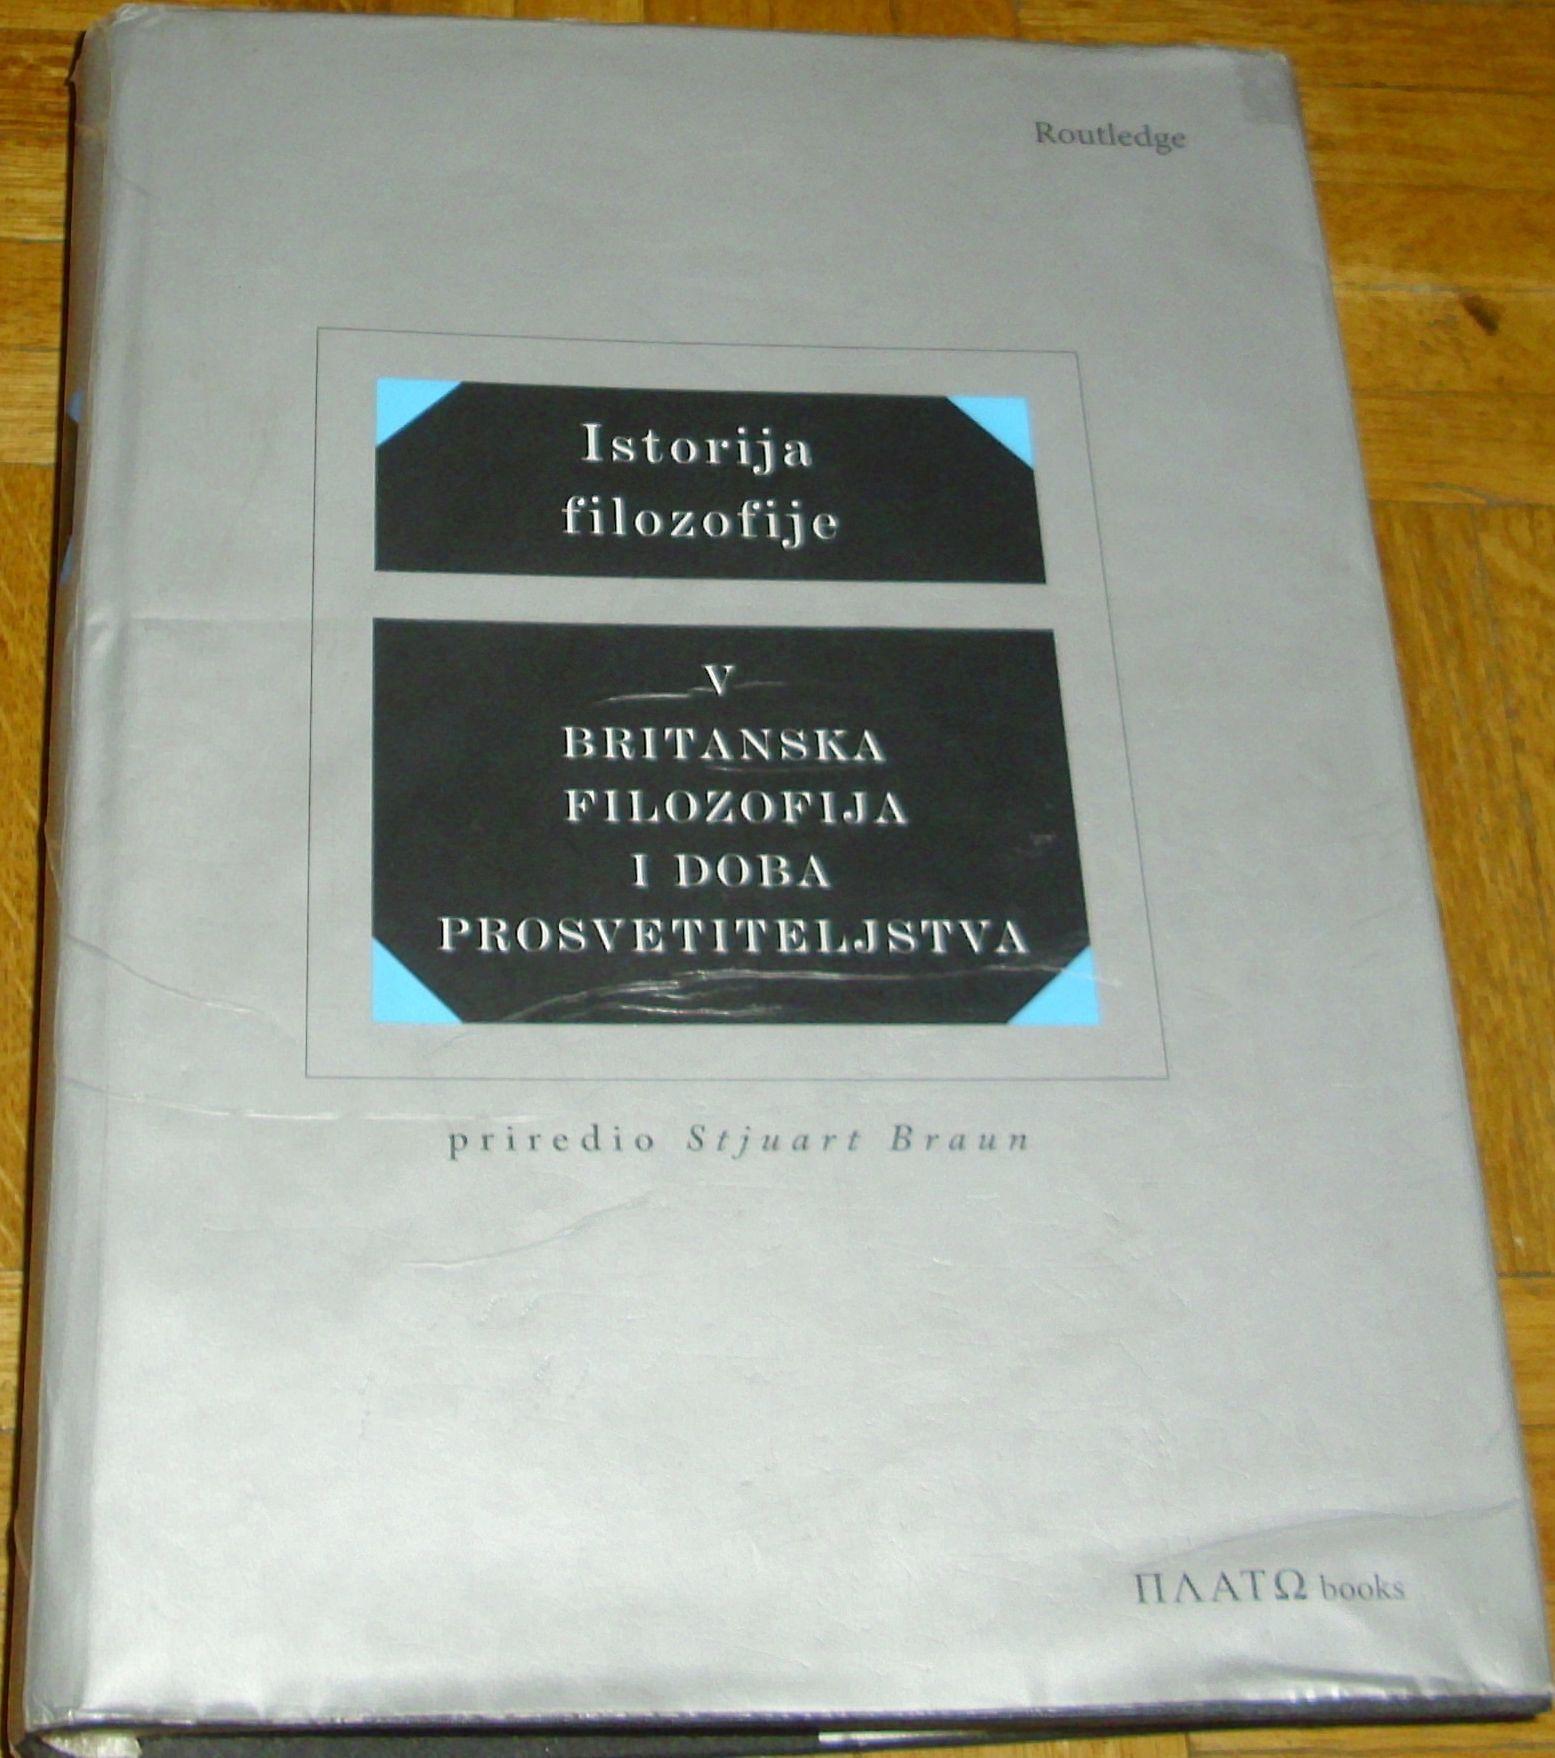 Routledge
Istorija
filozofije
V
BRITANSKA
FILOZOFIJA
I DOBA
PROSVETITELJSTVA
priredio Stjuart Braun
ΠΛΑΤΩ books